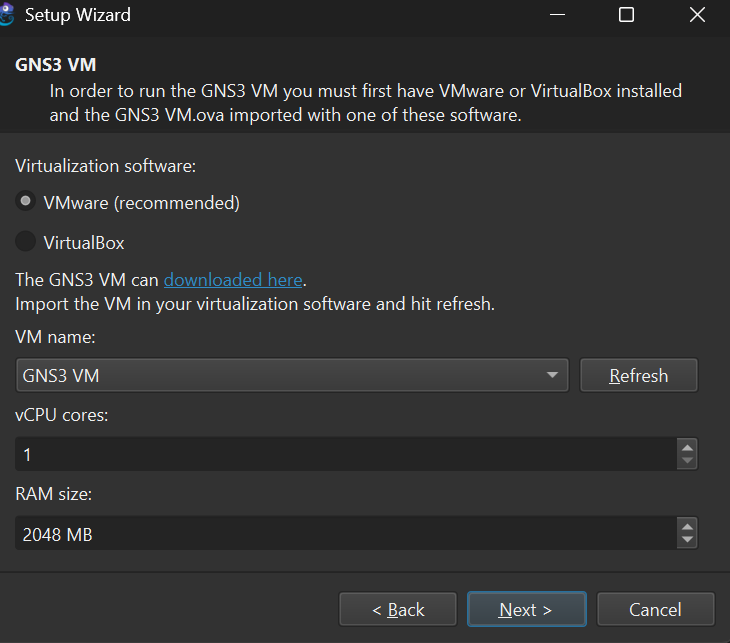 Setup Wizard
GNS3 VM
In order to run the GNS3 VM you must first have VMware or VirtualBox installed
and the GNS3 VM.ova imported with one of these software.
Virtualization software:
VMware (recommended)
VirtualBox
The GNS3 VM can downloaded here.
Import the VM in your virtualization software and hit refresh.
VM name:
GNS3 VM
Refresh
vCPU cores:
1
RAM size:
2048 MB
< Back
Next >
Cancel